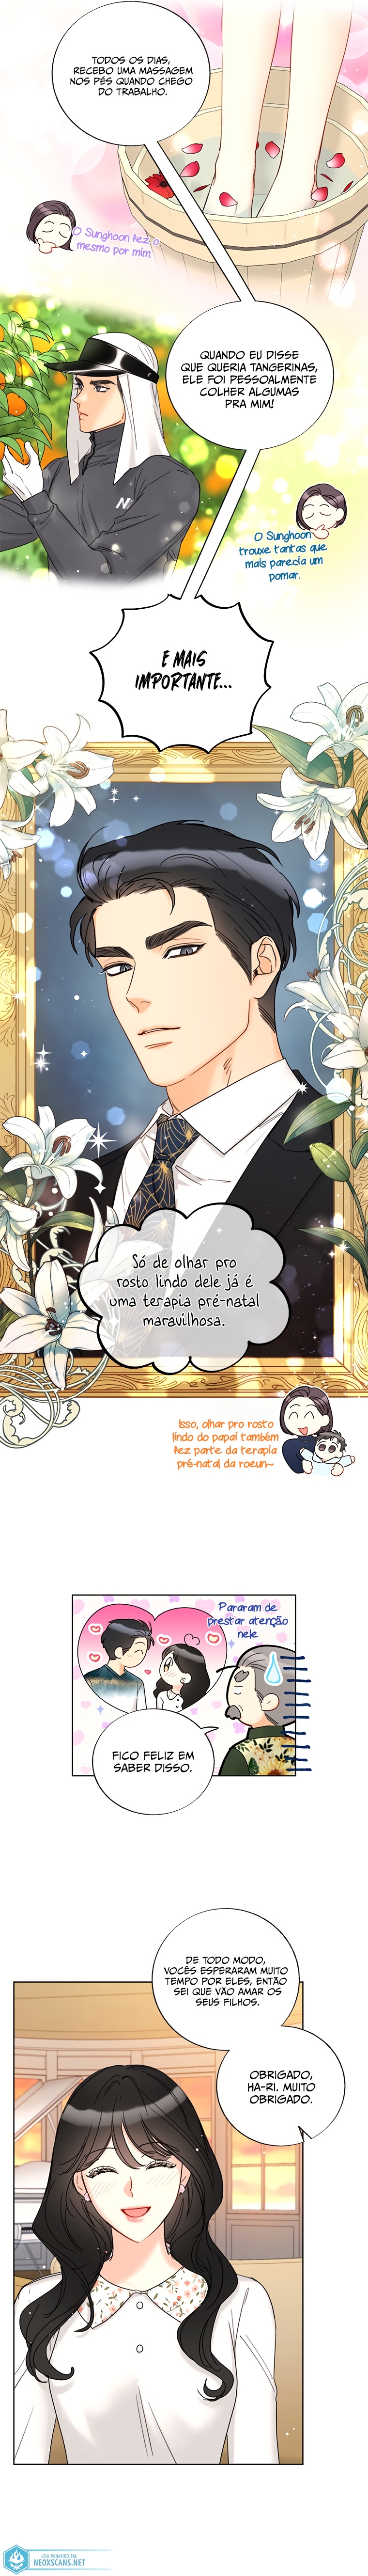 TODOS OS DIAS,
RECEBO UMA MASSAGEM
NOS PÉS QUANDO CHEGO
DO TRABALHO.
O Sunghoon fez o
mesmo por mim.
QUANDO EU DISSE
QUE QUERIA TANGERINAS,
ELE FOI PESSOALMENTE
COLHER ALGUMAS
PRA MIM!
N
O Sunghoon
trouxe tantas que
mais parecia um
pomar.
E MAIS
IMPORTANTE...
Só de olhar pro
rosto lindo dele já é
uma terapia pré-natal
maravilhosa.
Isso, olhar pro rosto
lindo do papai também
fez parte da terapia
pré-natal da roeun~
Pararam de
prestar atenção
nele
FICO FELIZ EM
SABER DISSO.
DE TODO MODO,
VOCÊS ESPERARAM MUITO
TEMPO POR ELES, ENTÃO
SEI QUE VÃO AMAR OS
SEUS FILHOS.
OBRIGADO,
HA-RI. MUITO
OBRIGADO.
LEIA PRIMEIRO EM
NEOXSCANS.NET